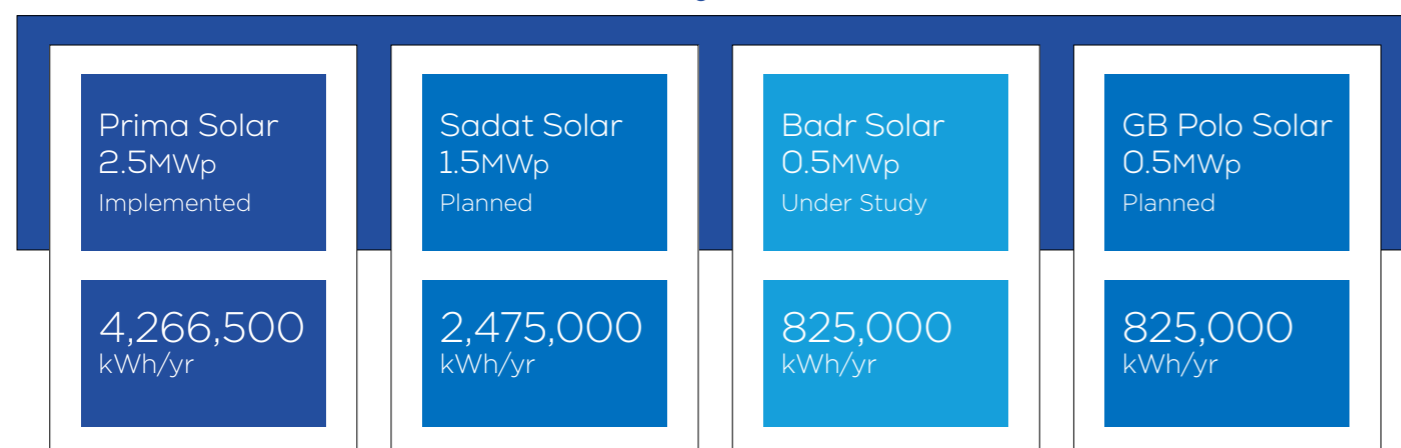 Prima Solar
2.5MWp
Implemented
4,266,500
kWh/yr
Sadat Solar
1.5MWp
Planned
2,475,000
kWh/yr
Badr Solar
0.5MWp
Under Study
825,000
kWh/yr
GB Polo Solar
0.5MWp
Planned
825,000
kWh/yr